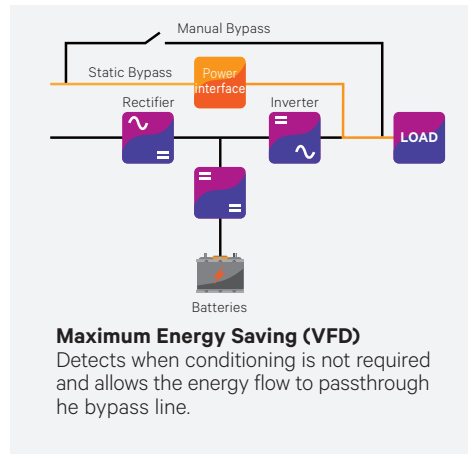 Manual Bypass
Static Bypass
Power
interface
Rectifier
Inverter
LOAD
Batteries
Maximum Energy Saving (VFD)
Detects when conditioning is not required
and allows the energy flow to passthrough
he bypass line.